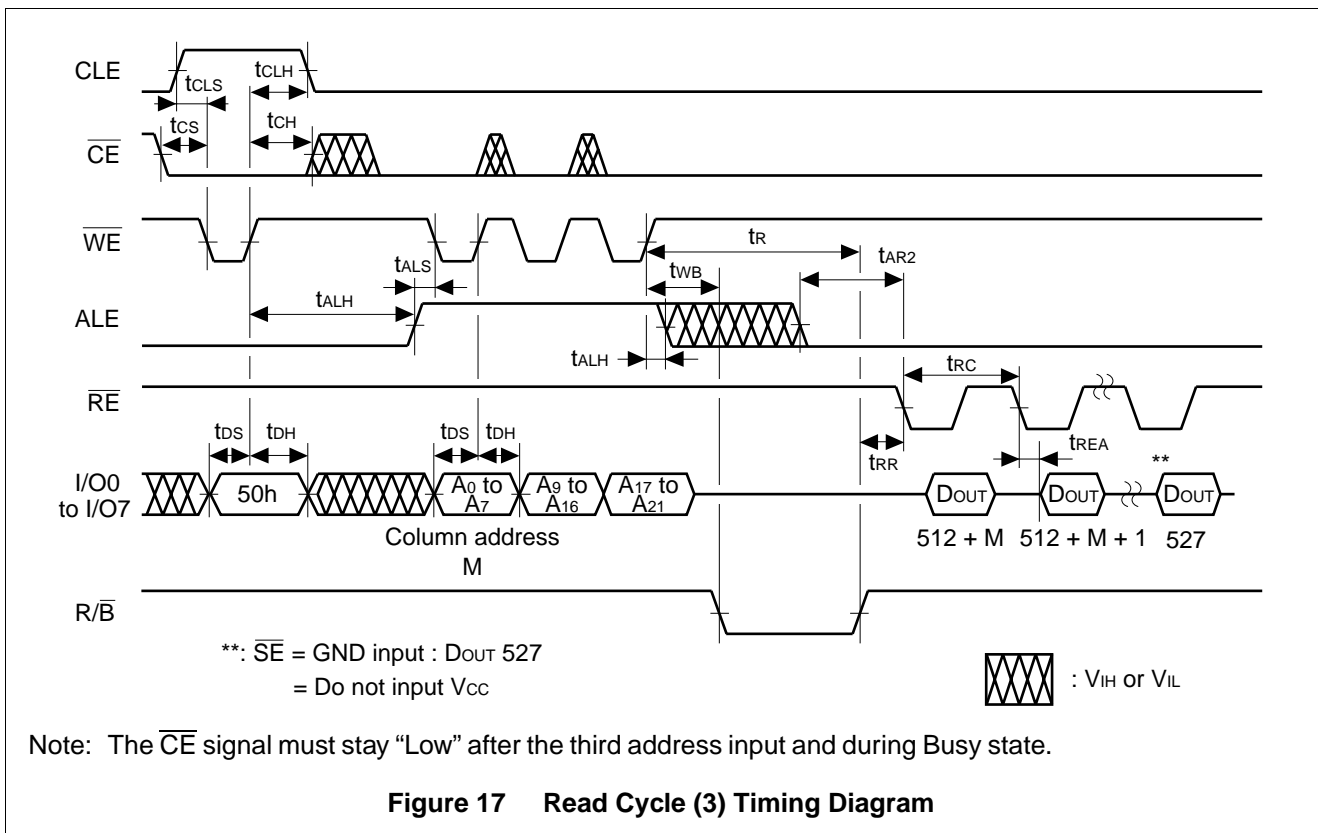 CLE
tCLS
tCLH
tCS
tCH
CE
WE
tR
tALS
tWB
tAR2
tALH
ALE
tALH
tRC
RE
tDS
tDH
tDS
tDH
tRR
tREA
**
I/O0
to I/O7
50h
A0 to
A7
A9 to
A16
A17 to
A21
DOUT
DOUT
DOUT
Column address
M
512 + M
512 + M + 1
527
R/B
**: SE = GND input : DOUT 527
= Do not input VCC
: VIH or VIL
Note: The CE signal must stay “Low” after the third address input and during Busy state.
Figure 17 Read Cycle (3) Timing Diagram